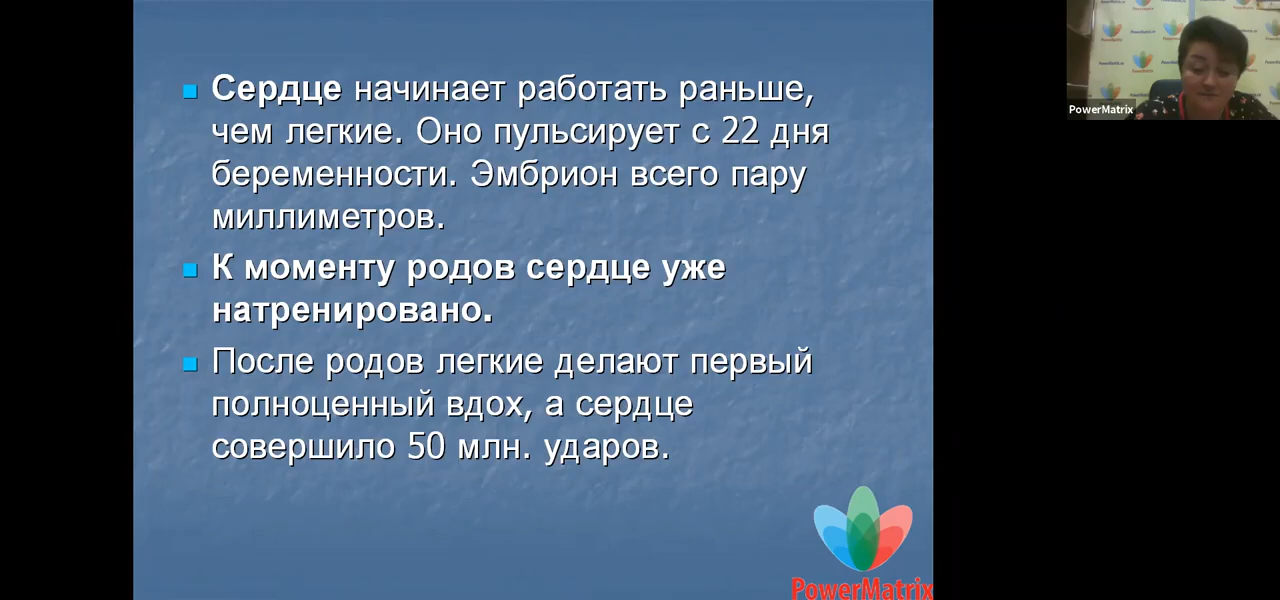 Сердце начинает работать раньше,
чем легкие. Оно пульсирует с 22 дня
беременности. Эмбрион всего пару
миллиметров.
К моменту родов сердце уже
натренировано.
После родов легкие делают первый
полноценный вдох, а сердце
совершило 50 млн. ударов.
PowerMatrix
PowerMatrix